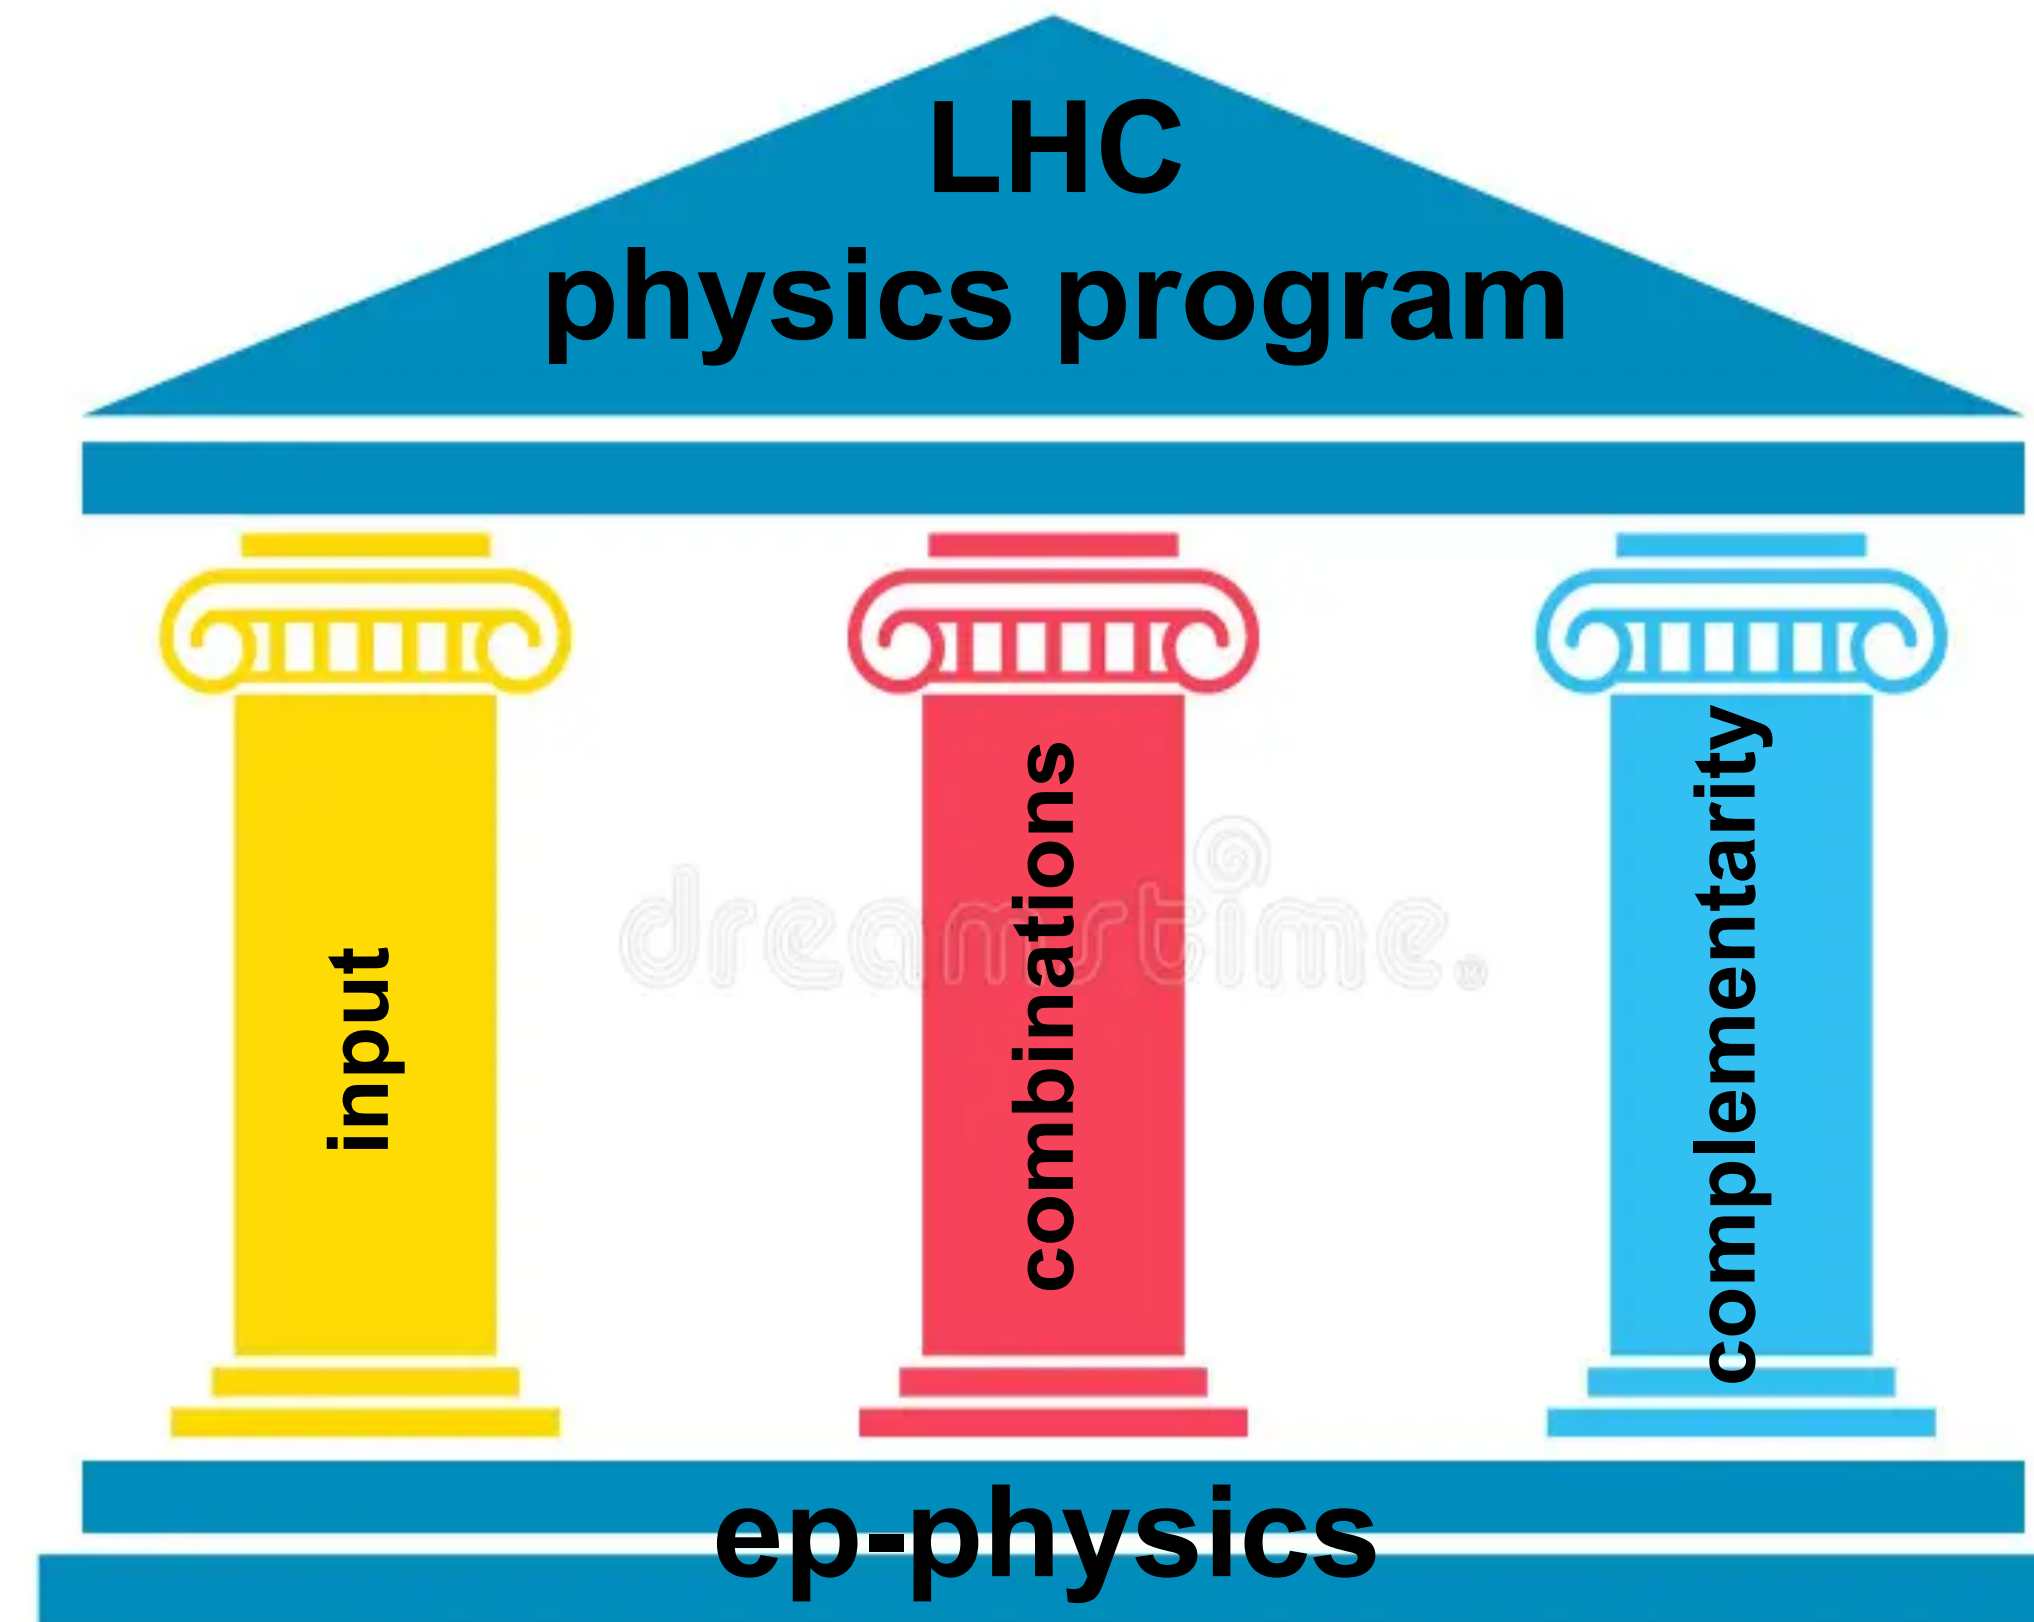 LHC
physics program
input
combinations
complementarity
dreamstime.
ep-physics